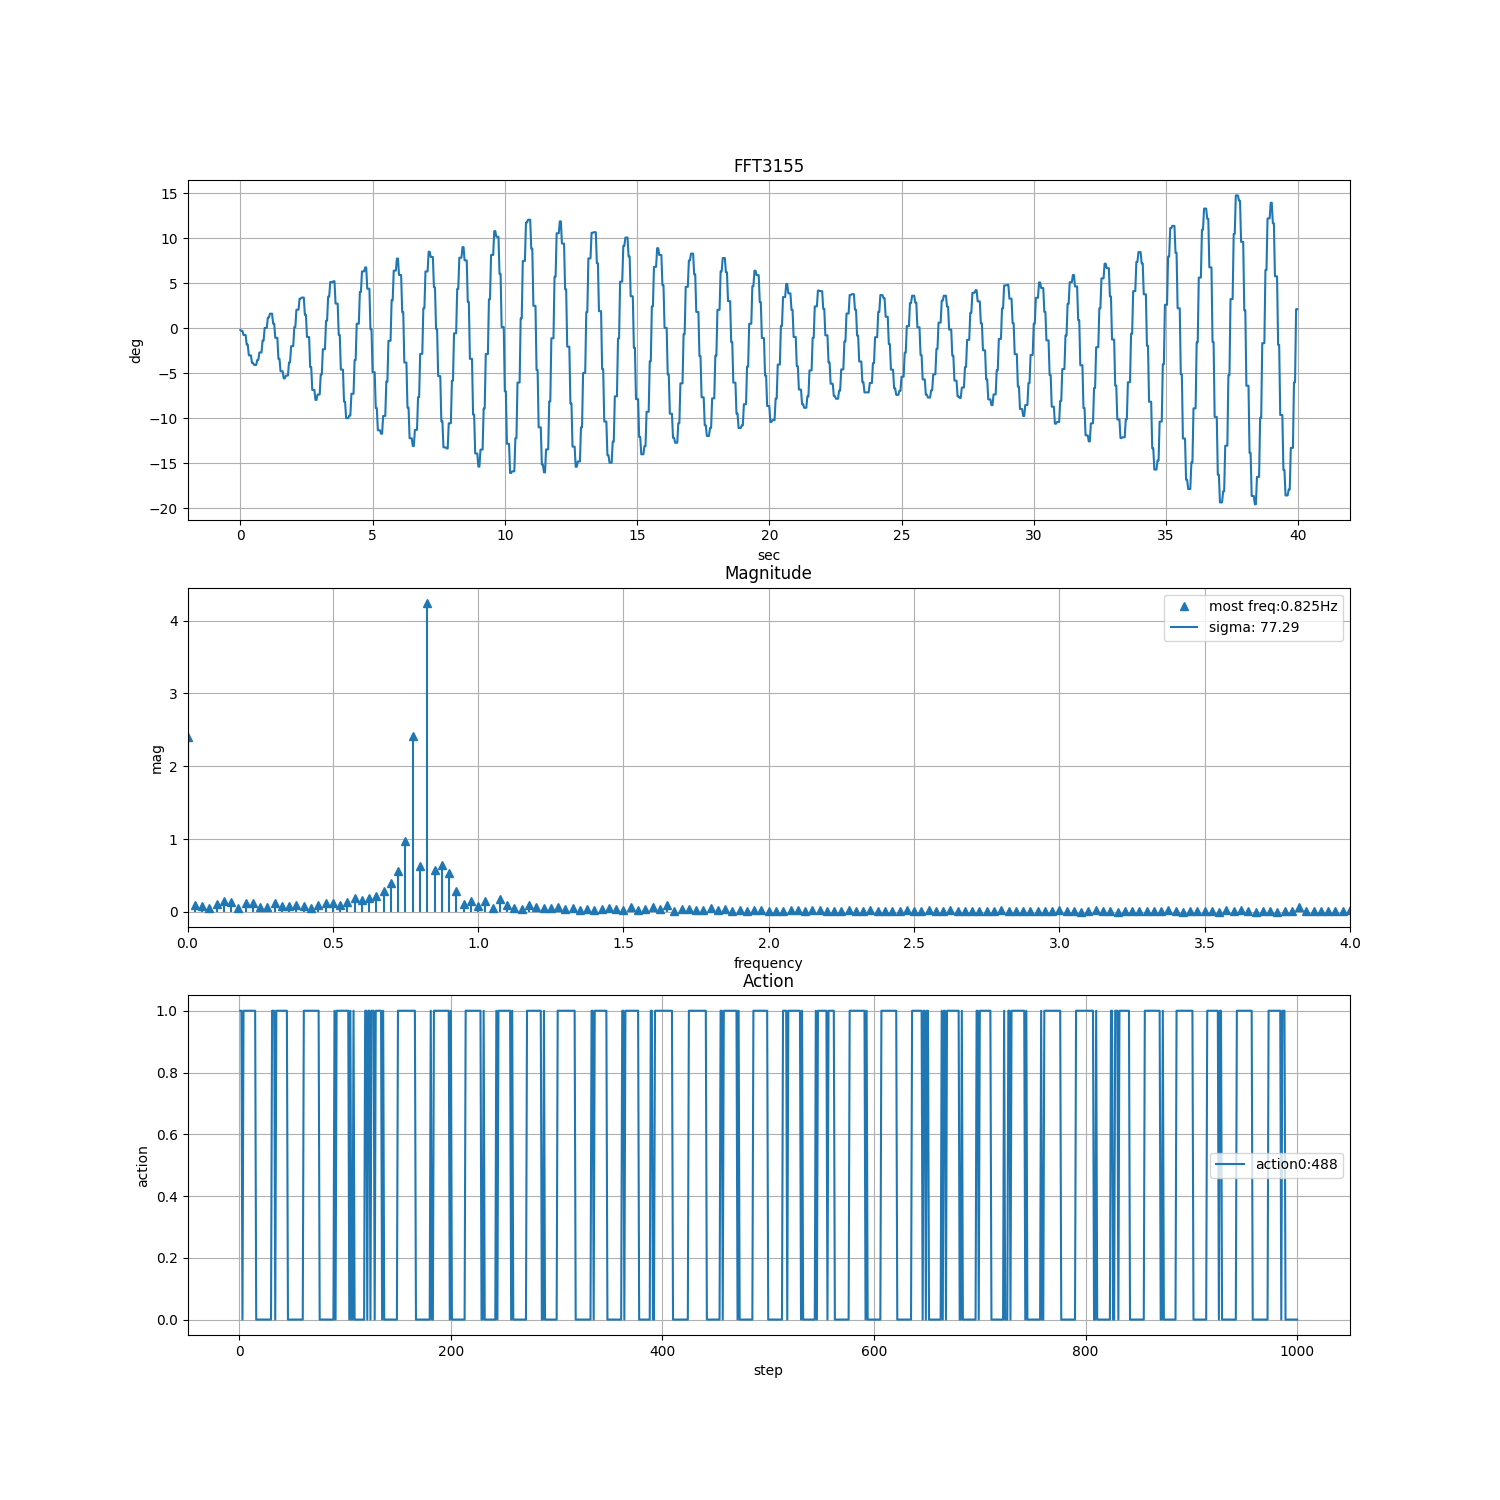 FFT3155
15
10
5
0
−5
−10
−15
−20
deg
0 5 10 15 20 25 30 35 40
sec
Magnitude
most freq:0.825Hz
sigma: 77.29
4
3
2
1
0
mag
0.0 0.5 1.0 1.5 2.0 2.5 3.0 3.5 4.0
frequency
Action
1.0
0.8
0.6
0.4
0.2
0.0
action
action0:488
0 200 400 600 800 1000
step